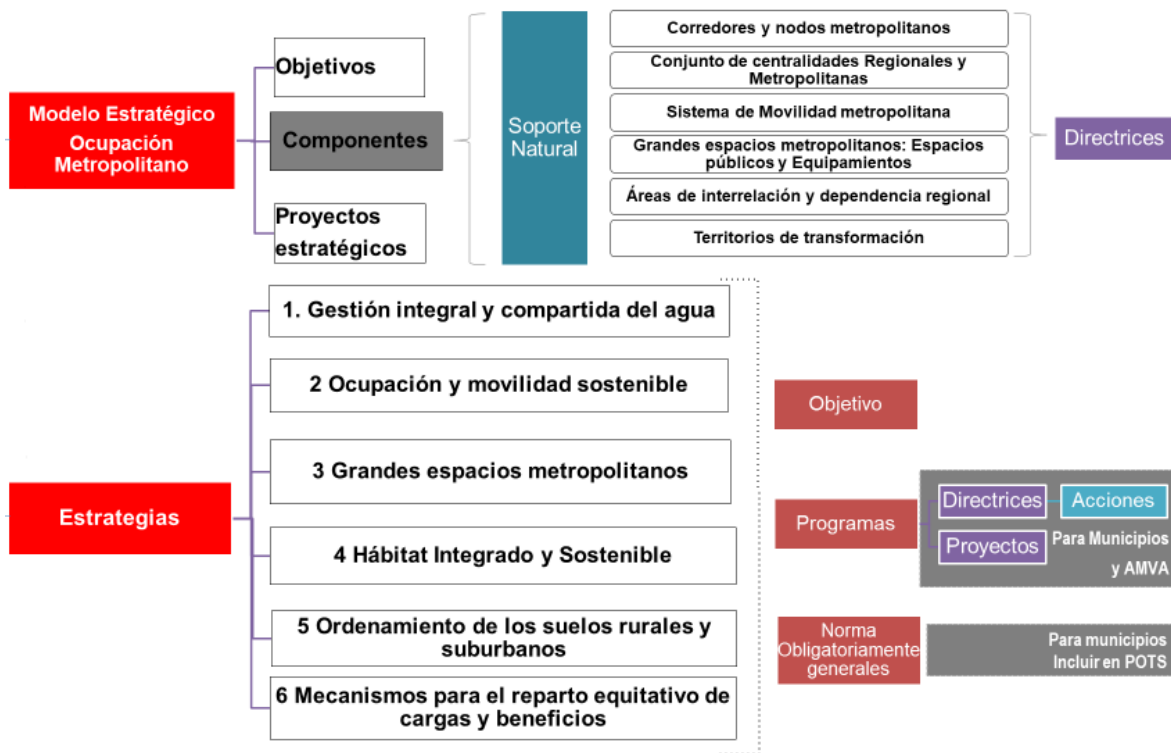 Modelo Estratégico
Ocupación
Metropolitano
Objetivos
Componentes
Proyectos
estratégicos
Soporte
Natural
Corredores y nodos metropolitanos
Conjunto de centralidades Regionales y
Metropolitanas
Sistema de Movilidad metropolitana
Grandes espacios metropolitanos: Espacios
públicos y Equipamientos
Áreas de interrelación y dependencia regional
Territorios de transformación
Directrices
Estrategias
1. Gestión integral y compartida del agua
2 Ocupación y movilidad sostenible
3 Grandes espacios metropolitanos
4 Hábitat Integrado y Sostenible
5 Ordenamiento de los suelos rurales y
suburbanos
6 Mecanismos para el reparto equitativo de
cargas y beneficios
Objetivo
Programas
Directrices
Acciones
Proyectos
Para Municipios
y AMVA
Norma
Obligatoriamente
generales
Para municipios
Incluir en POTS